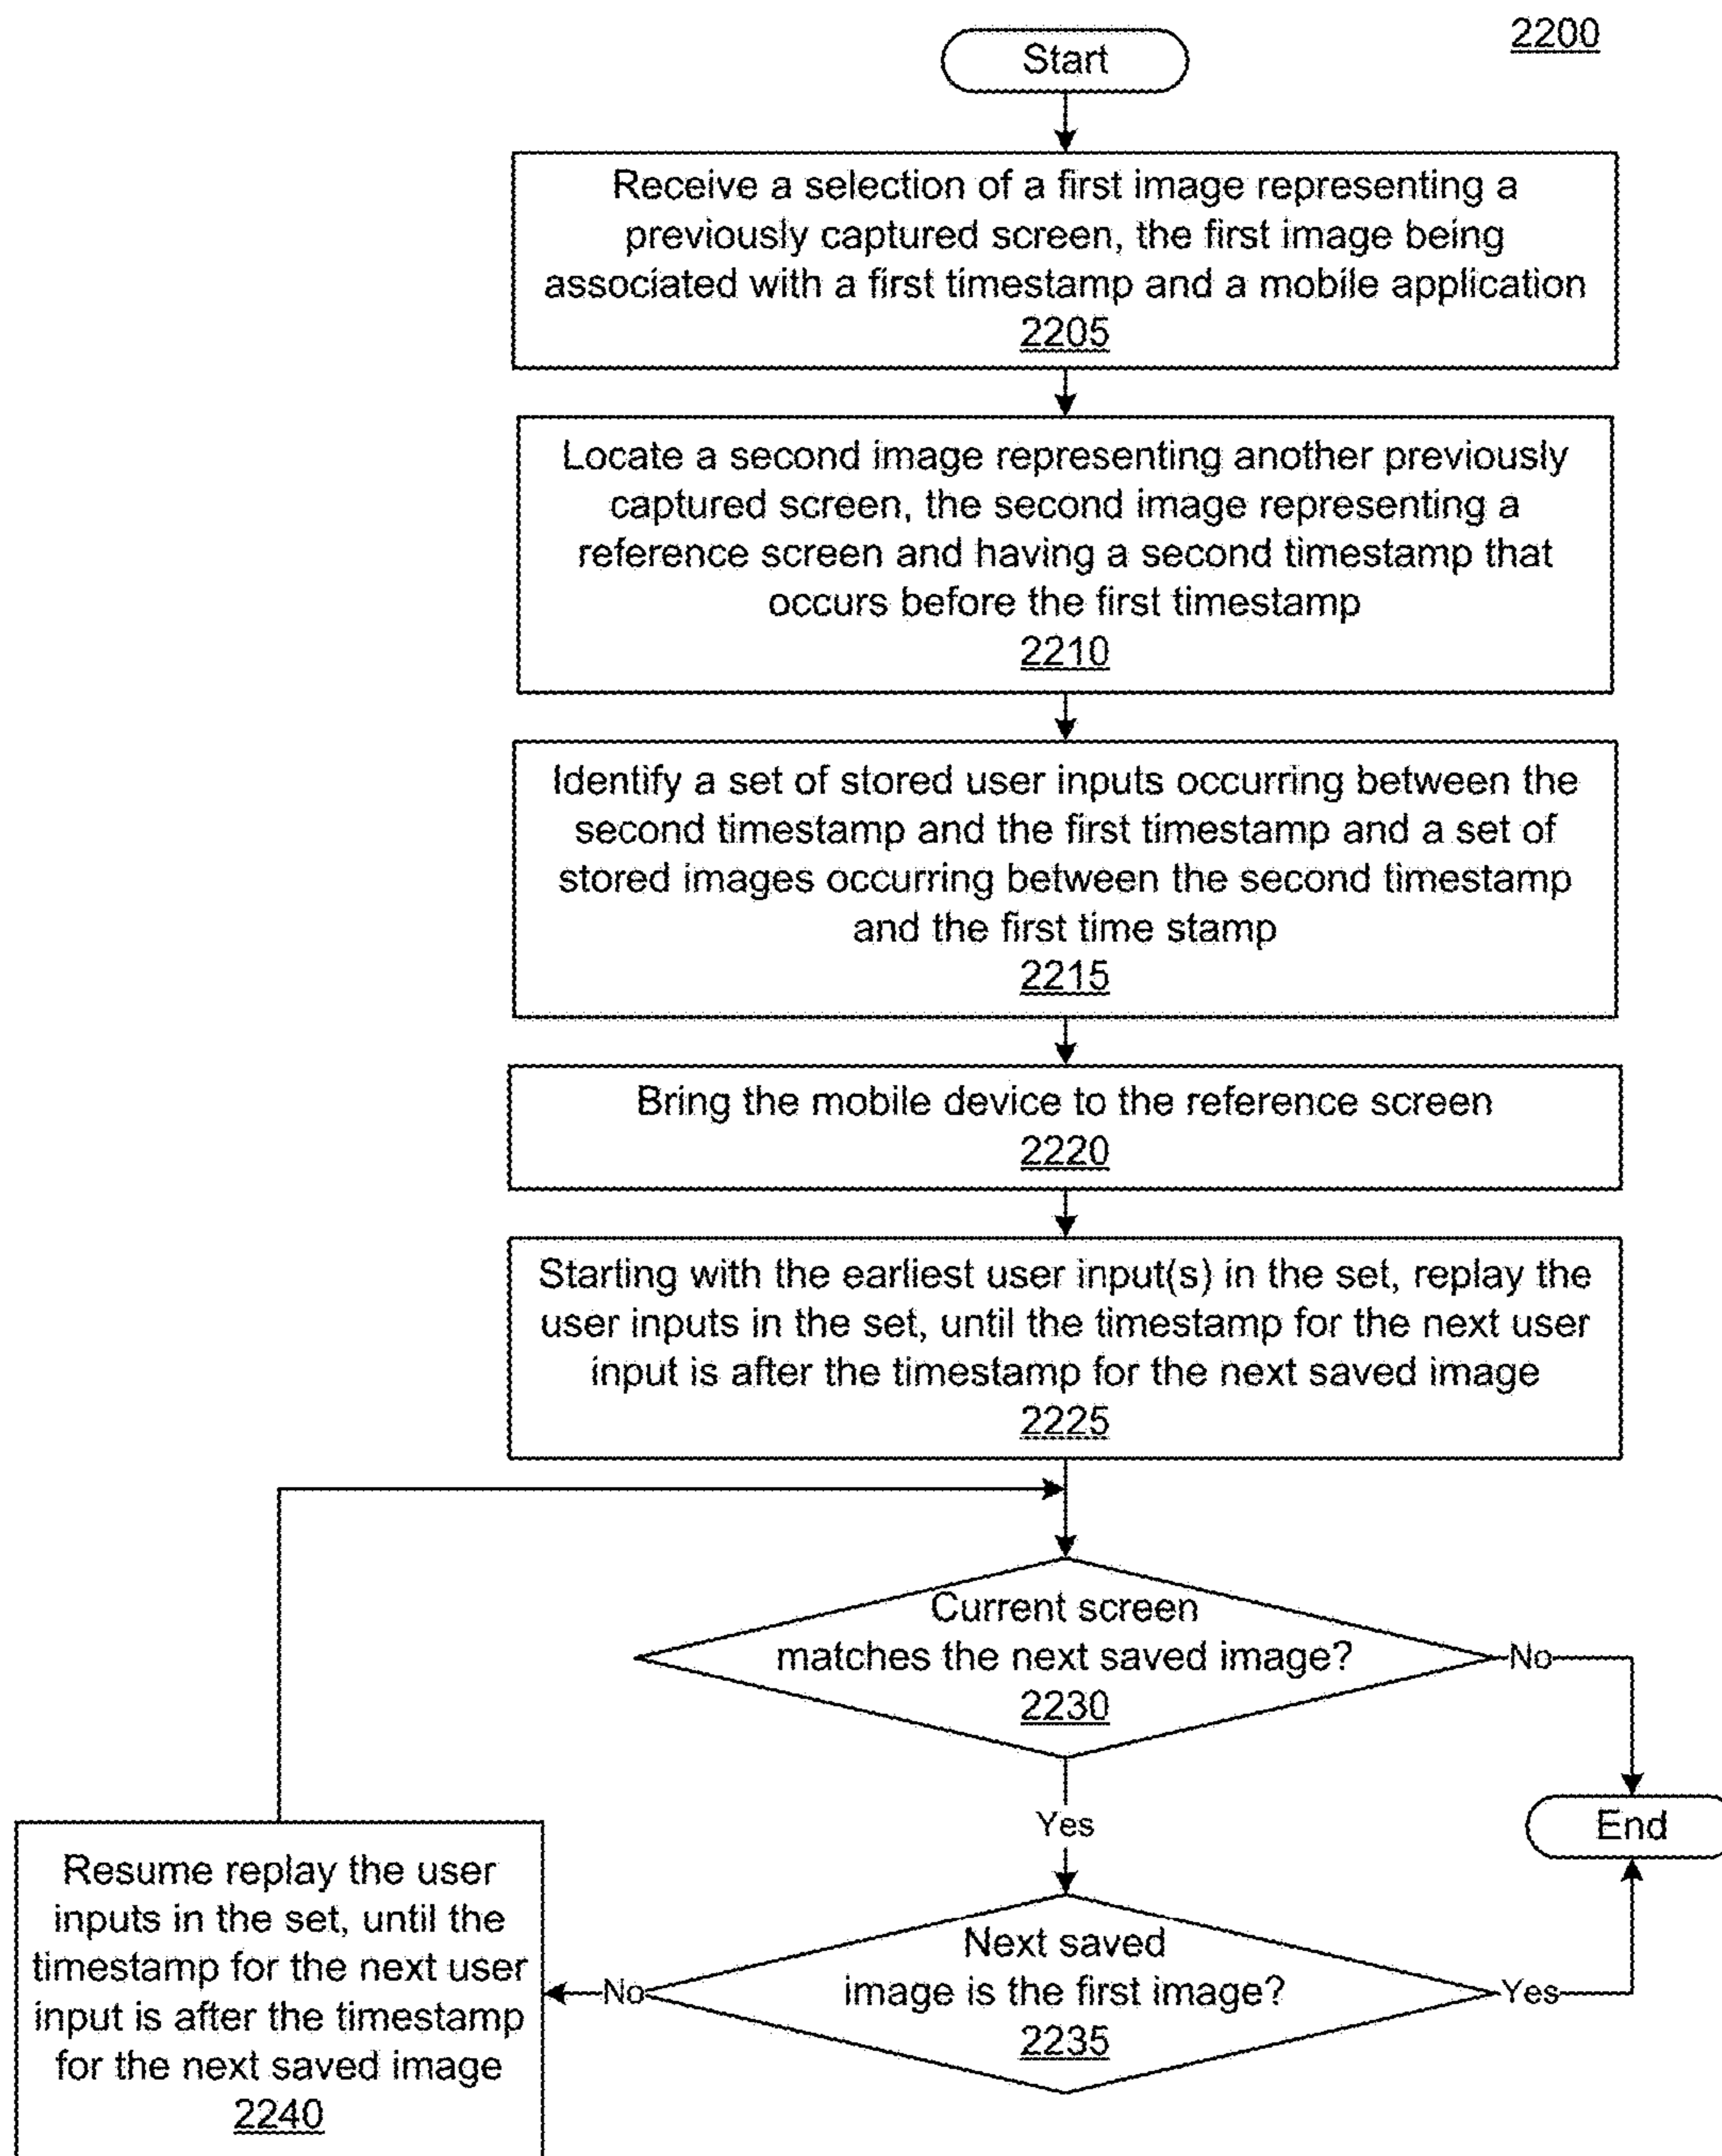 2200
Start
Receive a selection of a first image representing a
previously captured screen, the first image being
associated with a first timestamp and a mobile application
2205
Locate a second image representing another previously
captured screen, the second image representing a
reference screen and having a second timestamp that
occurs before the first timestamp
2210
Identify a set of stored user inputs occurring between the
second timestamp and the first timestamp and a set of
stored images occurring between the second timestamp
and the first time stamp
2215
Bring the mobile device to the reference screen
2220
Starting with the earliest user input(s) in the set, replay the
user inputs in the set, until the timestamp for the next user
input is after the timestamp for the next saved image
2225
Current screen
matches the next saved image?
2230
No
Yes
End
Next saved
image is the first image?
2235
No
Yes
Resume replay the user
inputs in the set, until the
timestamp for the next user
input is after the timestamp
for the next saved image
2240